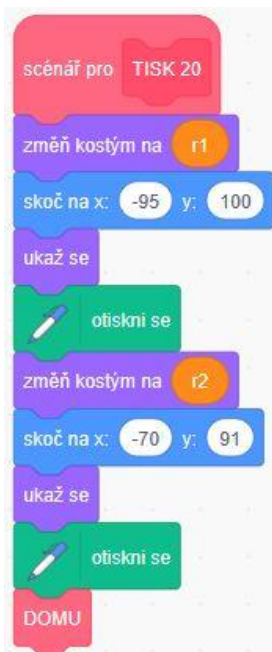 scénář pro TISK 20
změň kostým na r1
skoč na x: -95 y: 100
ukaž se
otiskni se
změň kostým na r2
skoč na x: -70 y: 91
ukaž se
otiskni se
DOMU